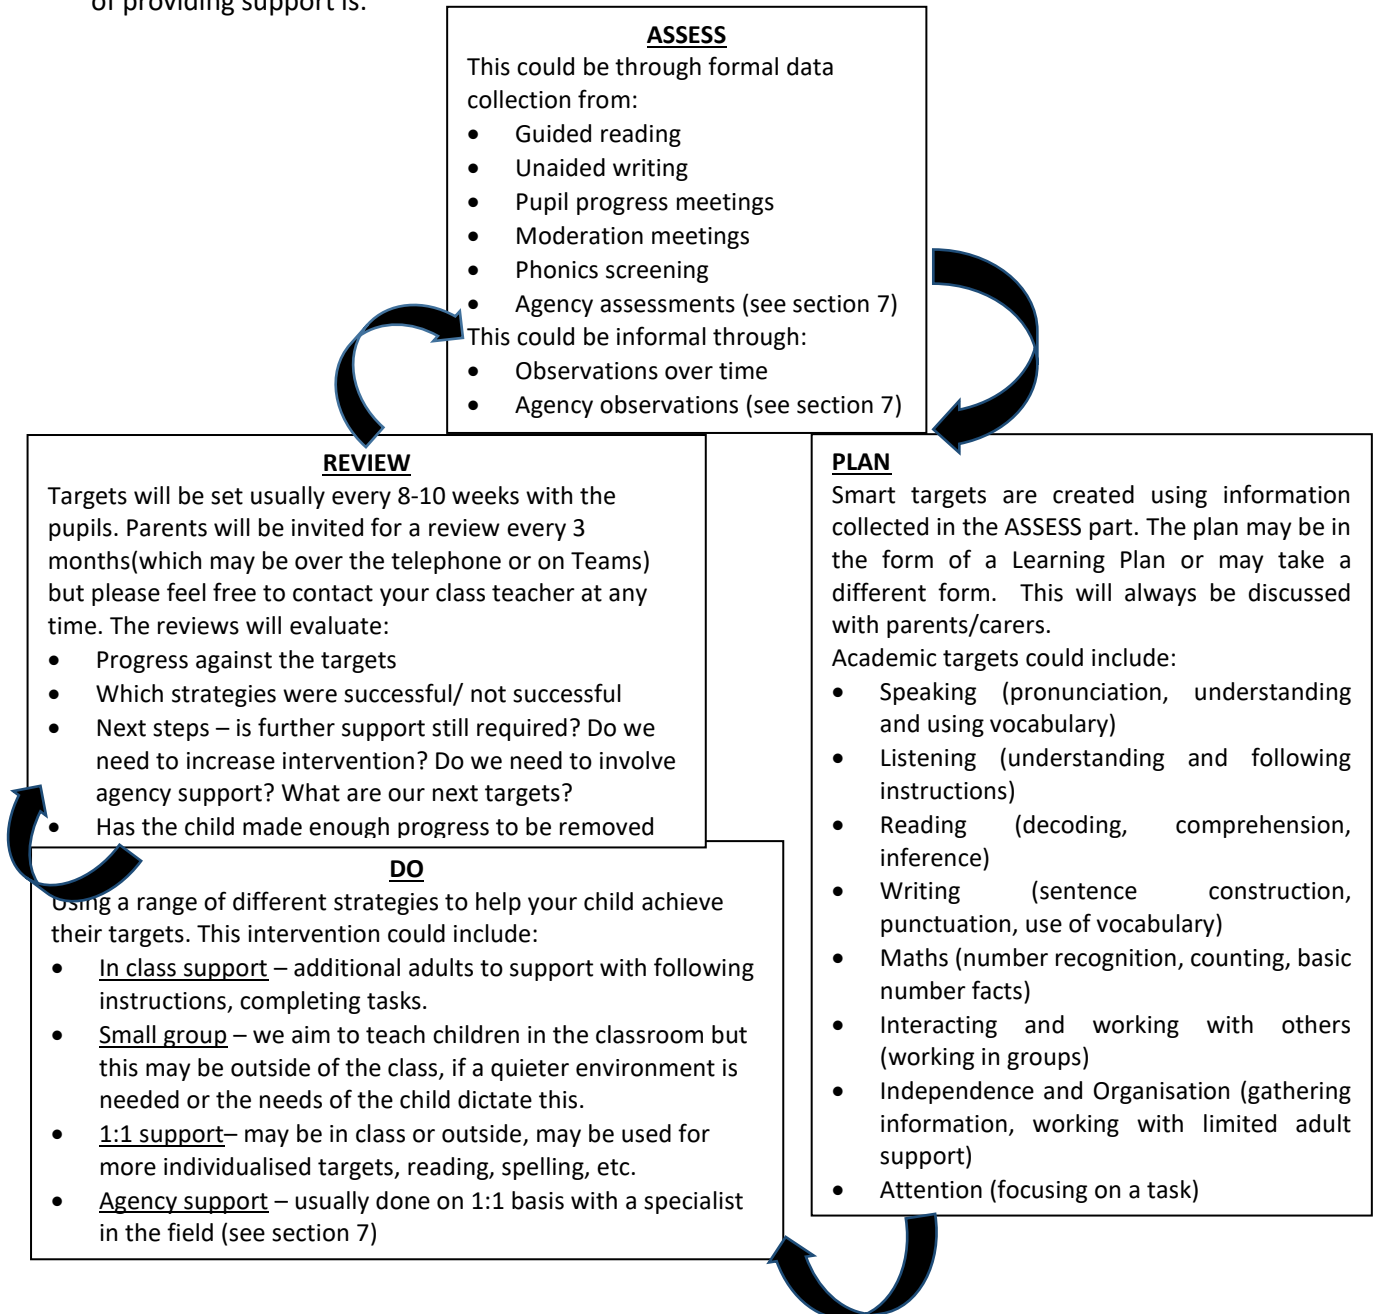 of providing support is:
ASSESS
This could be through formal data
collection from:
• Guided reading
• Unaided writing
• Pupil progress meetings
• Moderation meetings
• Phonics screening
• Agency assessments (see section 7)
This could be informal through:
• Observations over time
• Agency observations (see section 7)
PLAN
Smart targets are created using information
collected in the ASSESS part. The plan may be in
the form of a Learning Plan or may take a
different form. This will always be discussed
with parents/carers.
Academic targets could include:
• Speaking (pronunciation, understanding
and using vocabulary)
• Listening (understanding and following
instructions)
• Reading (decoding, comprehension,
inference)
• Writing (sentence construction,
punctuation, use of vocabulary)
• Maths (number recognition, counting, basic
number facts)
• Interacting and working with others
(working in groups)
• Independence and Organisation (gathering
information, working with limited adult
support)
• Attention (focusing on a task)
DO
Using a range of different strategies to help your child achieve
their targets. This intervention could include:
• In class support – additional adults to support with following
instructions, completing tasks.
• Small group – we aim to teach children in the classroom but
this may be outside of the class, if a quieter environment is
needed or the needs of the child dictate this.
• 1:1 support– may be in class or outside, may be used for
more individualised targets, reading, spelling, etc.
• Agency support – usually done on 1:1 basis with a specialist
in the field (see section 7)
REVIEW
Targets will be set usually every 8-10 weeks with the
pupils. Parents will be invited for a review every 3
months(which may be over the telephone or on Teams)
but please feel free to contact your class teacher at any
time. The reviews will evaluate:
• Progress against the targets
• Which strategies were successful/ not successful
• Next steps – is further support still required? Do we
need to increase intervention? Do we need to involve
agency support? What are our next targets?
• Has the child made enough progress to be removed